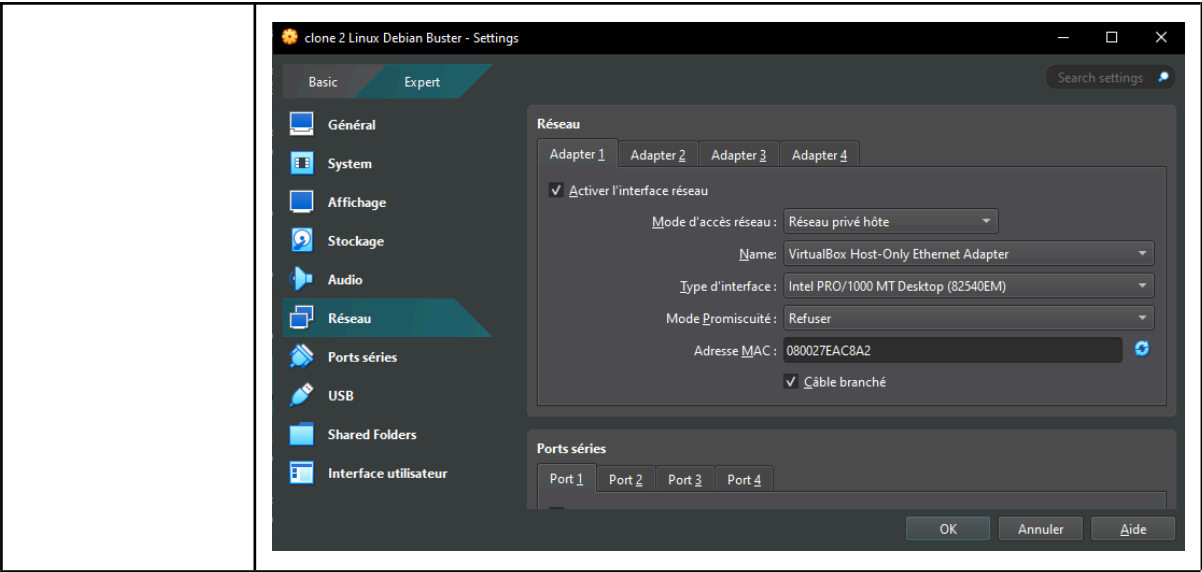 clone 2 Linux Debian Buster - Settings
Basic Expert
Search settings
Général
System
Affichage
Stockage
Audio
Réseau
Ports séries
USB
Shared Folders
Interface utilisateur
Réseau
Adapter 1 Adapter 2 Adapter 3 Adapter 4
Activer l'interface réseau
Mode d'accès réseau : Réseau privé hôte
Name: VirtualBox Host-Only Ethernet Adapter
Type d'interface : Intel PRO/1000 MT Desktop (82540EM)
Mode Promiscuité : Refuser
Adresse MAC : 080027EAC8A2
Câble branché
Ports séries
Port 1 Port 2 Port 3 Port 4
OK Annuler Aide